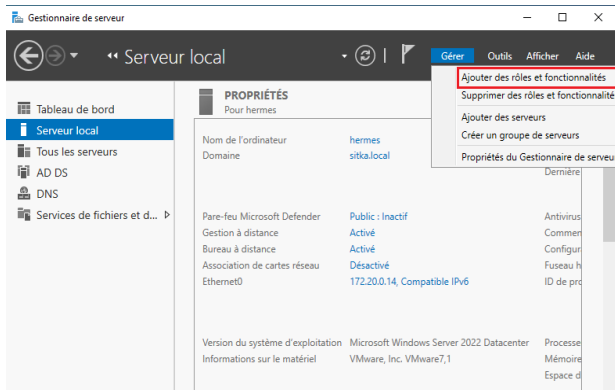 Gestionnaire de serveur
Serveur local
Gérer Outils Afficher Aide
Ajouter des rôles et fonctionnalités
Supprimer des rôles et fonctionnalité
Ajouter des serveurs
Créer un groupe de serveurs
Propriétés du Gestionnaire de serveu
Tableau de bord
Serveur local
Tous les serveurs
AD DS
DNS
Services de fichiers et d...
PROPRIÉTÉS
Pour hermes
Nom de l'ordinateur hermes
Domaine sitka.local
Dernière
Pare-feu Microsoft Defender Public : Inactif Antivirus
Gestion à distance Activé Commen
Bureau à distance Activé Configur
Association de cartes réseau Désactivé Fuseau h
Ethernet0 172.20.0.14, Compatible IPv6 ID de pro
Version du système d'exploitation Microsoft Windows Server 2022 Datacenter Processe
Informations sur le matériel VMware, Inc. VMware7,1 Mémoire
Espace d